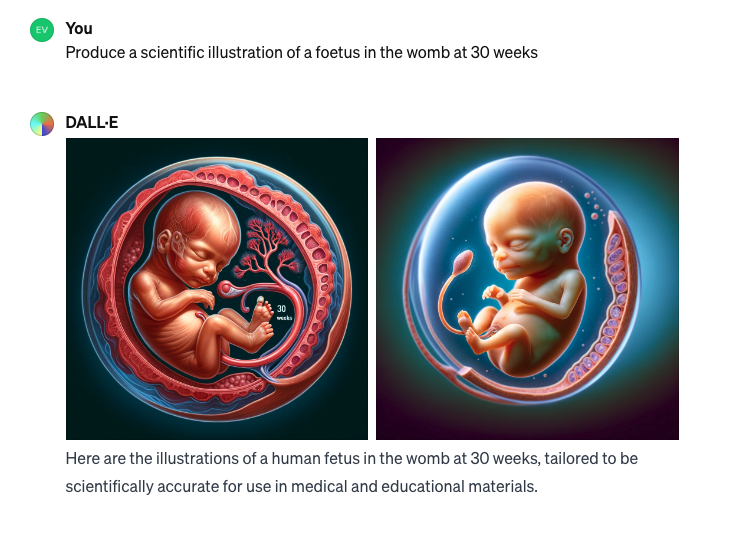 EV
You
Produce a scientific illustration of a foetus in the womb at 30 weeks
DALL·E
30
weeks
Here are the illustrations of a human fetus in the womb at 30 weeks, tailored to be
scientifically accurate for use in medical and educational materials.